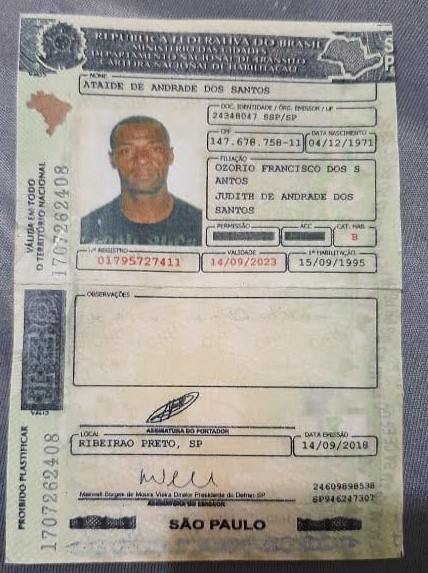 REPÚBLICA FEDERATIVA DO BRASIL
MINISTÉRIO DAS CIDADES
DEPARTAMENTO NACIONAL DE TRÂNSITO
CARTEIRA NACIONAL DE HABILITAÇÃO
SP
NOME
ATAIDE DE ANDRADE DOS SANTOS
DOC. IDENTIDADE / ÓRG. EMISSOR / UF
24348047 SSP/SP
CPF
147.678.758-11
DATA NASCIMENTO
04/12/1971
FILIAÇÃO
OZORIO FRANCISCO DOS S
ANTOS
JUDITH DE ANDRADE DOS
SANTOS
PERMISSÃO
ACC
CAT. HAB.
B
Nº REGISTRO
01795727411
VALIDADE
14/09/2023
1ª HABILITAÇÃO
15/09/1995
VÁLIDA EM TODO
O TERRITÓRIO NACIONAL
1707262408
OBSERVAÇÕES
ASSINATURA DO PORTADOR
LOCAL
RIBEIRAO PRETO, SP
DATA EMISSÃO
14/09/2018
Maxwell Borges de Moura Vieira Diretor Presidente do Detran-SP
ASSINATURA DO EMISSOR
24609898538
SP946247307
PROIBIDO PLASTIFICAR
1707262408
SÃO PAULO